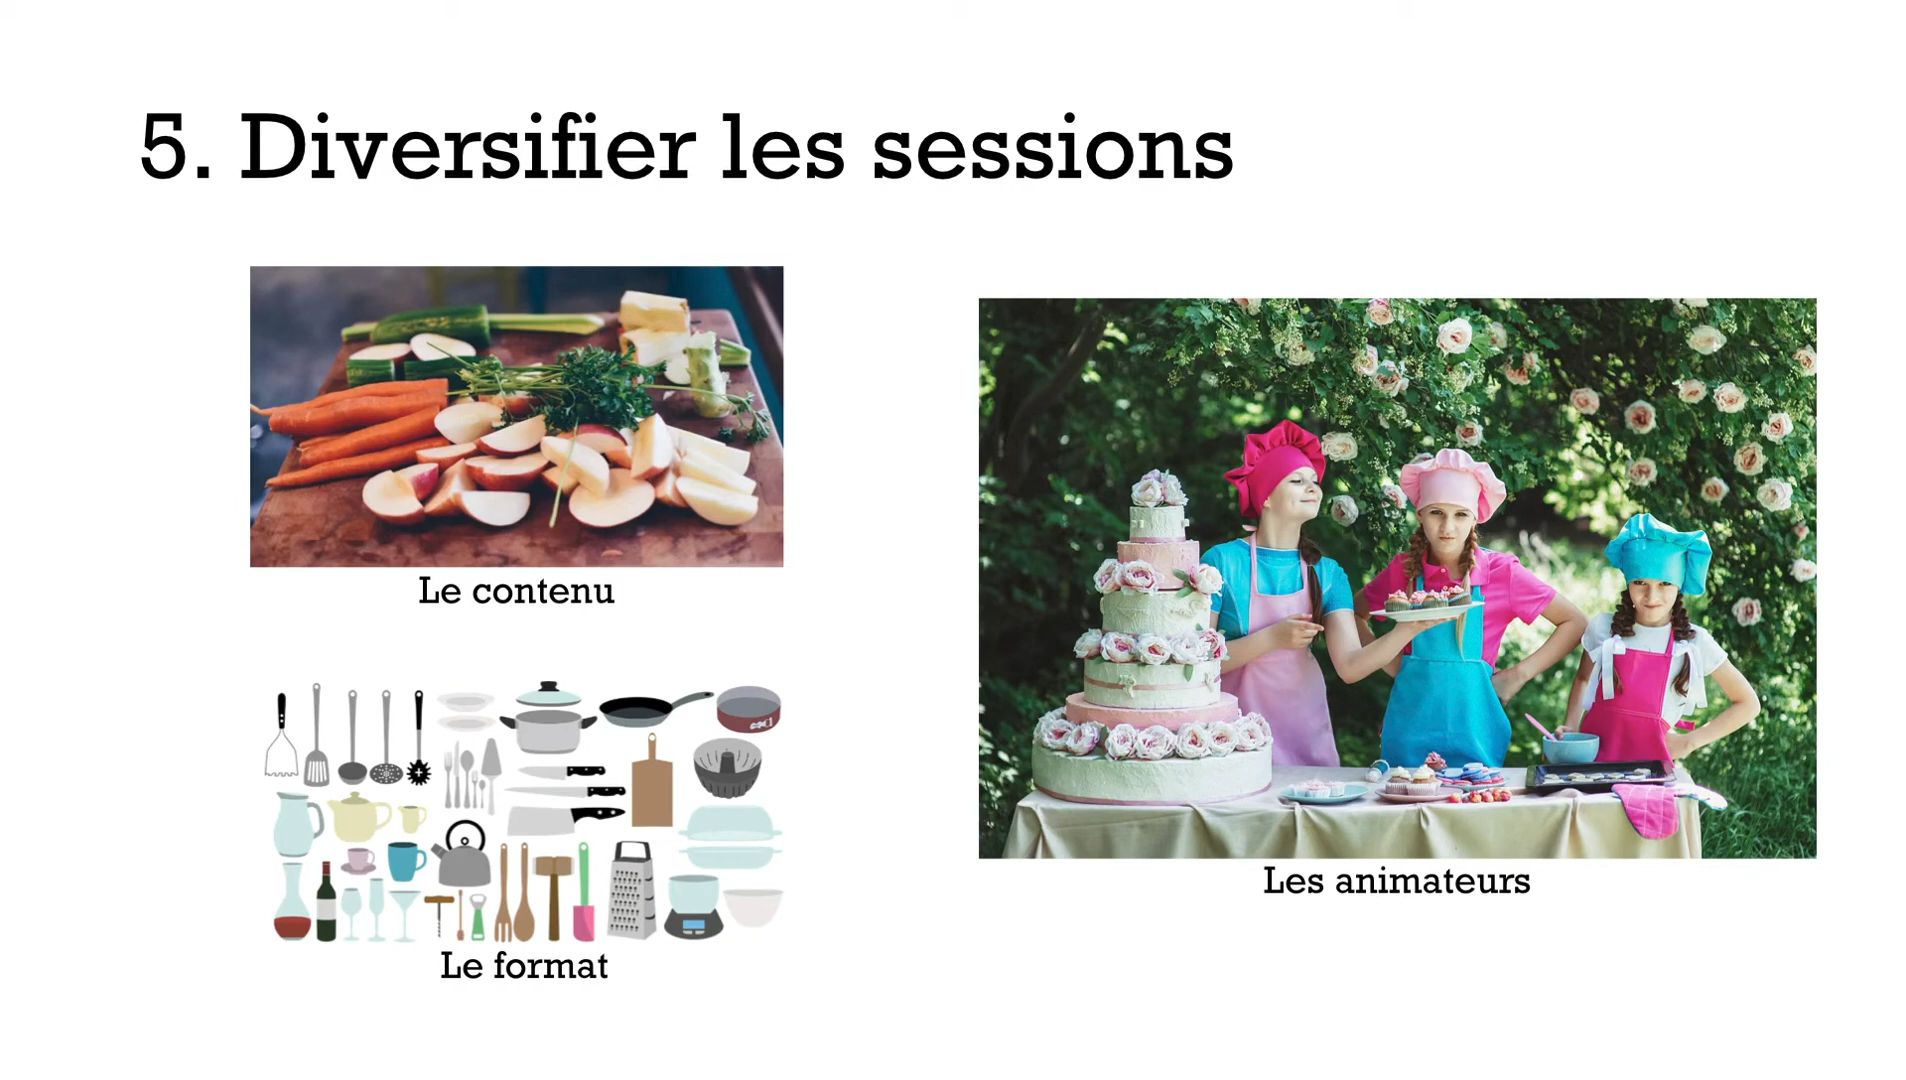 5. Diversifier les sessions
Le contenu
Le format
Les animateurs